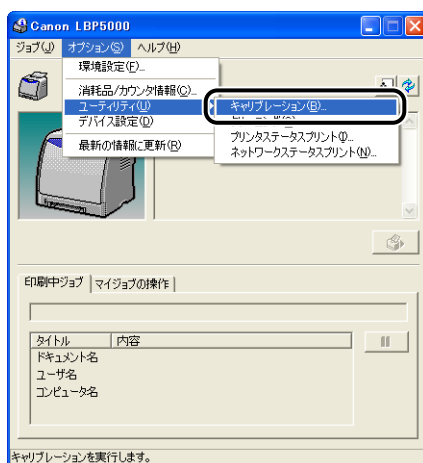 Canon LBP5000
ジョブ(J) オプション(S) ヘルプ(H)
環境設定(F)...
消耗品/カウンタ情報(C)...
ユーティリティ(U)
デバイス設定(D)
最新の情報に更新(R)
キャリブレーション(B)...
プリンタステータスプリント(I)...
ネットワークステータスプリント(N)...
印刷中ジョブ マイジョブの操作
タイトル 内容
ドキュメント名
ユーザ名
コンピュータ名
キャリブレーションを実行します。